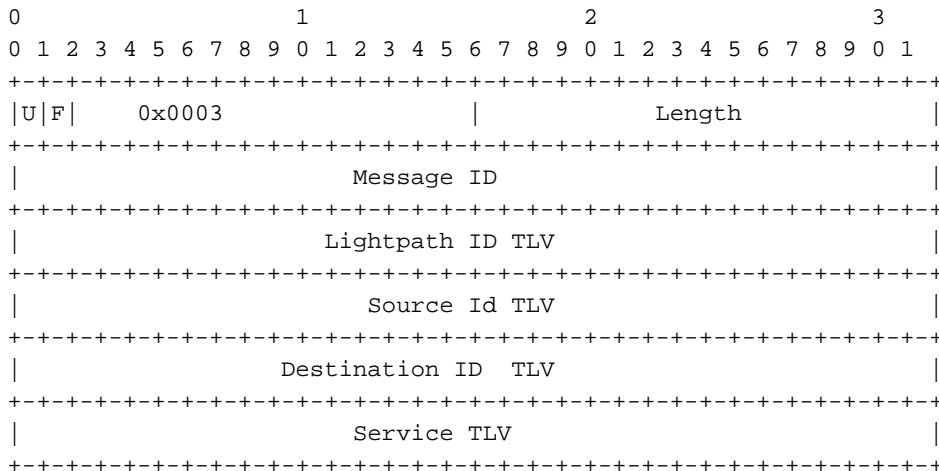 0                   1                   2                   3
0 1 2 3 4 5 6 7 8 9 0 1 2 3 4 5 6 7 8 9 0 1 2 3 4 5 6 7 8 9 0 1
+-+-+-+-+-+-+-+-+-+-+-+-+-+-+-+-+-+-+-+-+-+-+-+-+-+-+-+-+-+-+-+-+
|U|F|    0x0003                 |            Length             |
+-+-+-+-+-+-+-+-+-+-+-+-+-+-+-+-+-+-+-+-+-+-+-+-+-+-+-+-+-+-+-+-+
|                       Message ID                              |
+-+-+-+-+-+-+-+-+-+-+-+-+-+-+-+-+-+-+-+-+-+-+-+-+-+-+-+-+-+-+-+-+
|                     Lightpath ID TLV                          |
+-+-+-+-+-+-+-+-+-+-+-+-+-+-+-+-+-+-+-+-+-+-+-+-+-+-+-+-+-+-+-+-+
|                        Source Id TLV                          |
+-+-+-+-+-+-+-+-+-+-+-+-+-+-+-+-+-+-+-+-+-+-+-+-+-+-+-+-+-+-+-+-+
|                  Destination ID  TLV                          |
+-+-+-+-+-+-+-+-+-+-+-+-+-+-+-+-+-+-+-+-+-+-+-+-+-+-+-+-+-+-+-+-+
|                       Service TLV                             |
+-+-+-+-+-+-+-+-+-+-+-+-+-+-+-+-+-+-+-+-+-+-+-+-+-+-+-+-+-+-+-+-+